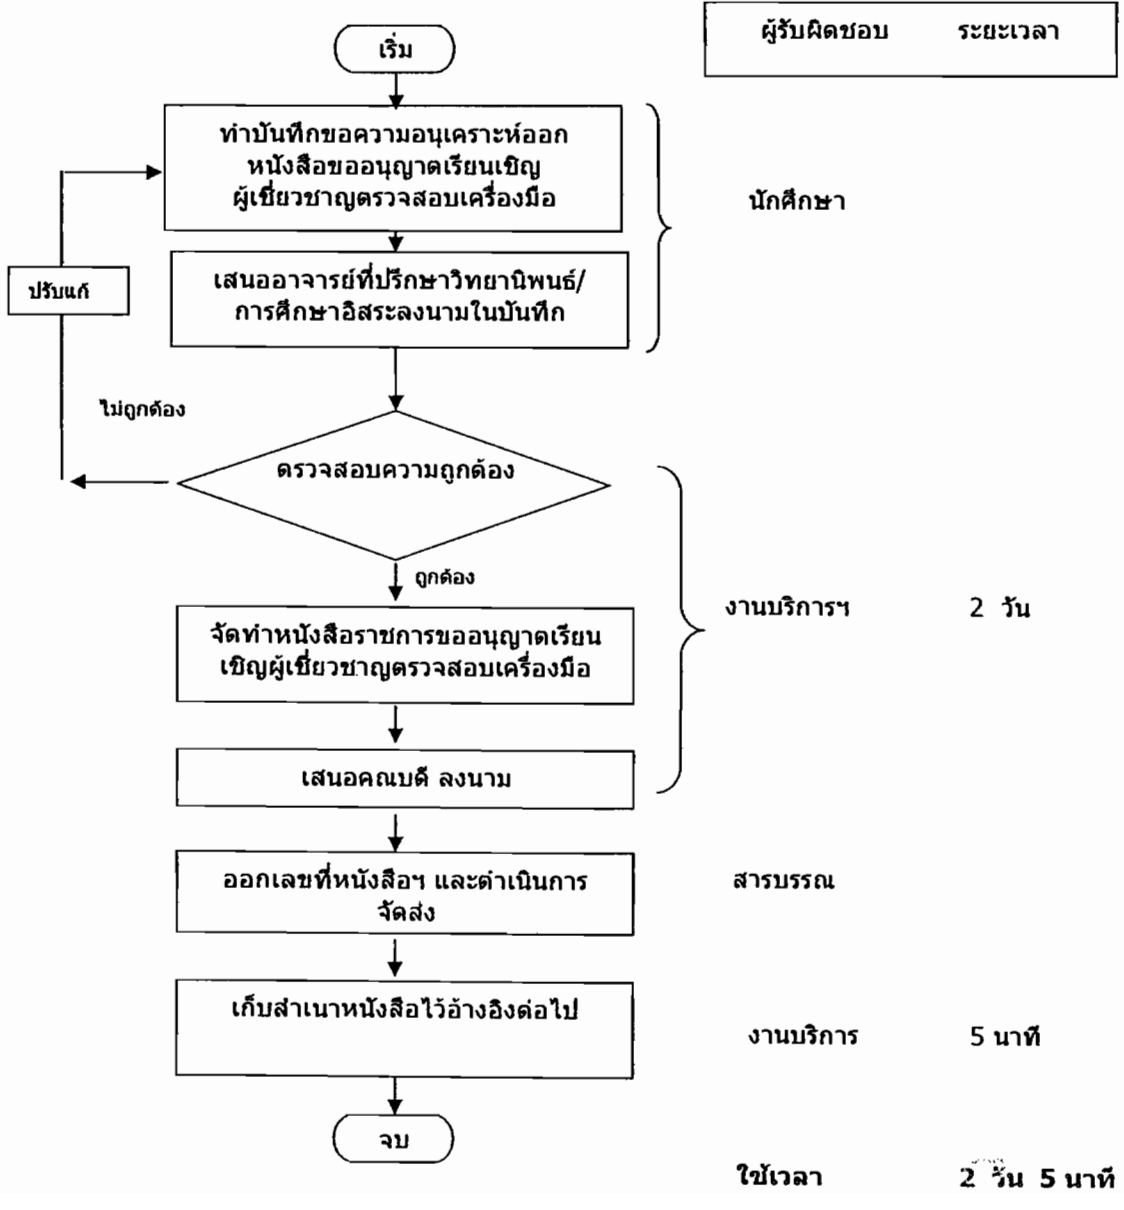 ผู้รับผิดชอบ ระยะเวลา
เริ่ม
ทำบันทึกขอความอนุเคราะห์ออก
หนังสือขออนุญาตเรียนเชิญ
ผู้เชี่ยวชาญตรวจสอบเครื่องมือ
นักศึกษา
เสนออาจารย์ที่ปรึกษาวิทยานิพนธ์/
การศึกษาอิสระลงนามในบันทึก
ปรับแก้
ไม่ถูกต้อง
ตรวจสอบความถูกต้อง
ถูกต้อง
งานบริการฯ 2 วัน
จัดทำหนังสือราชการขออนุญาตเรียน
เชิญผู้เชี่ยวชาญตรวจสอบเครื่องมือ
เสนอคณบดี ลงนาม
ออกเลขที่หนังสือฯ และดำเนินการ
จัดส่ง
สารบรรณ
เก็บสำเนาหนังสือไว้อ้างอิงต่อไป
งานบริการ 5 นาที
จบ
ใช้เวลา 2 วัน 5 นาที